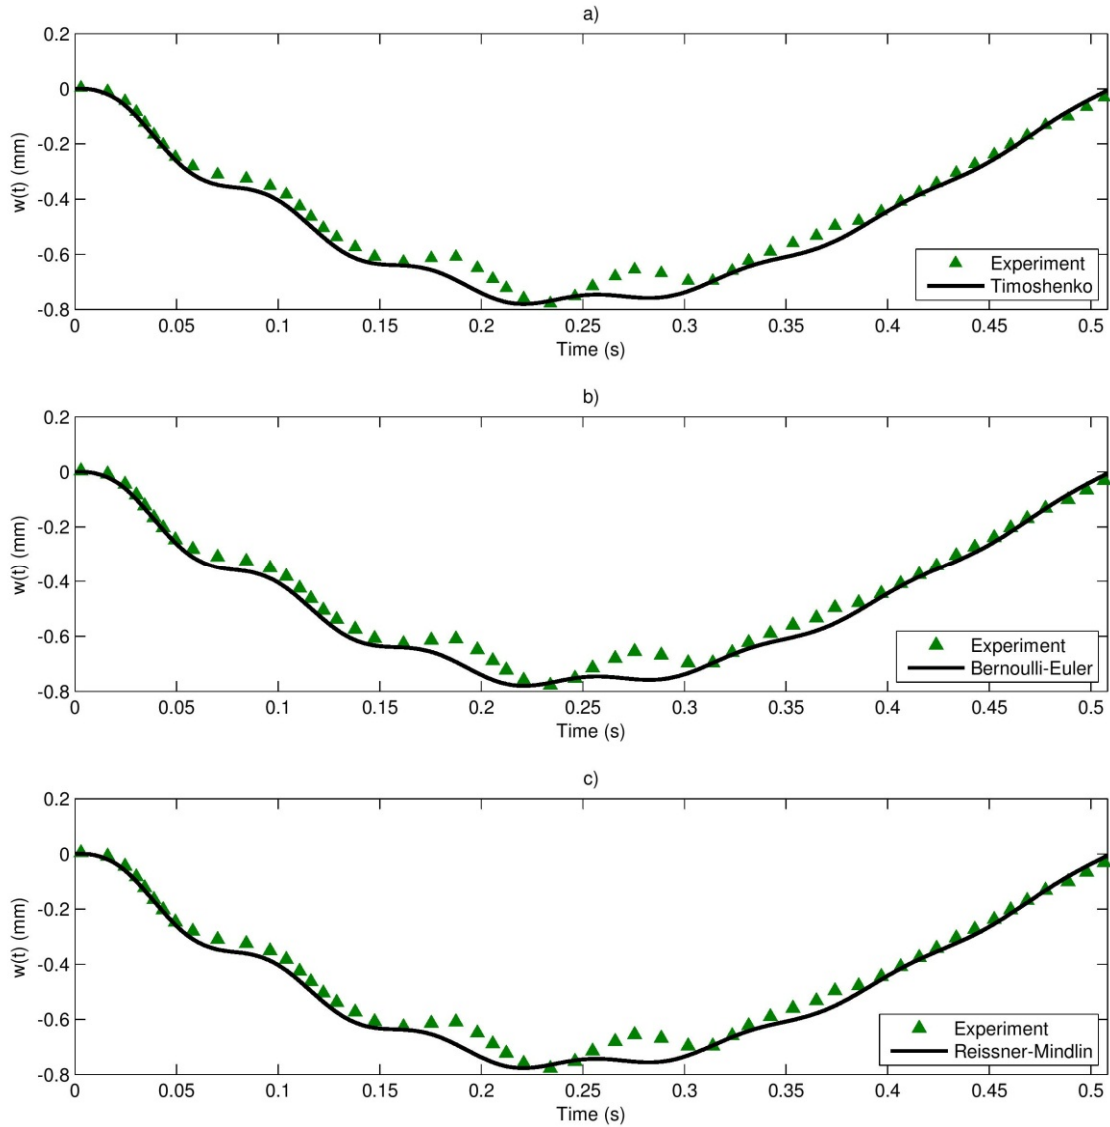 a)
0.2
0
-0.2
-0.4
-0.6
-0.8
w(t) (mm)
Experiment
Timoshenko
0 0.05 0.1 0.15 0.2 0.25 0.3 0.35 0.4 0.45 0.5
Time (s)
b)
0.2
0
-0.2
-0.4
-0.6
-0.8
w(t) (mm)
Experiment
Bernoulli-Euler
0 0.05 0.1 0.15 0.2 0.25 0.3 0.35 0.4 0.45 0.5
Time (s)
c)
0.2
0
-0.2
-0.4
-0.6
-0.8
w(t) (mm)
Experiment
Reissner-Mindlin
0 0.05 0.1 0.15 0.2 0.25 0.3 0.35 0.4 0.45 0.5
Time (s)